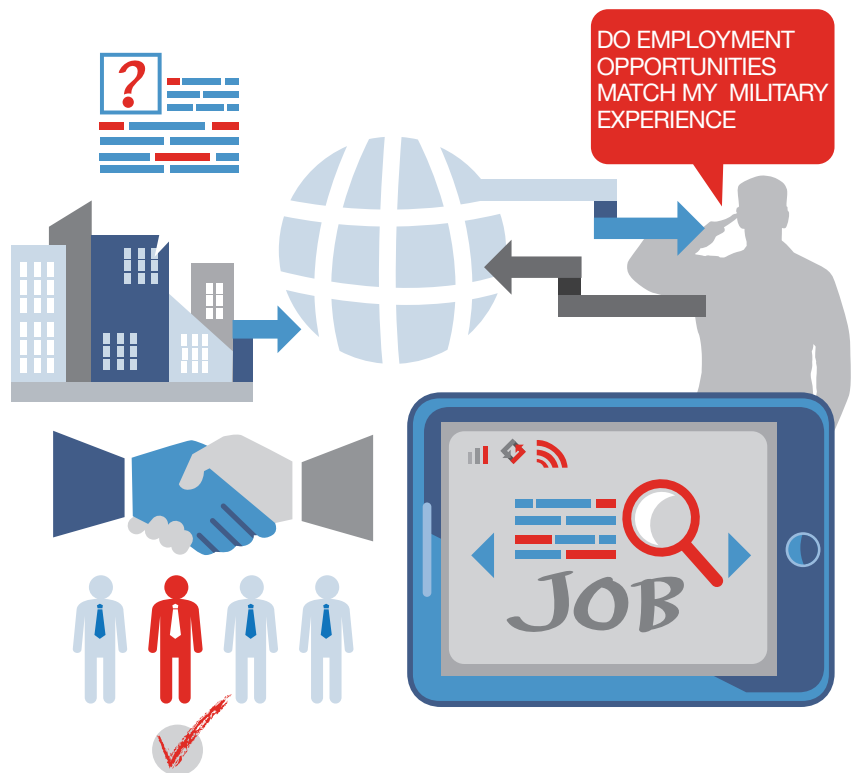 ?
DO EMPLOYMENT
OPPORTUNITIES
MATCH MY MILITARY
EXPERIENCE
JOB